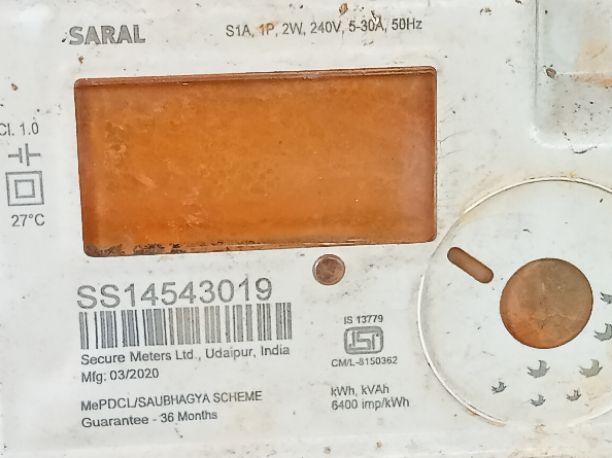 SARAL
S1A, 1P, 2W, 240V, 5-30A, 50Hz
Cl. 1.0
27°C
SS14543019
Secure Meters Ltd., Udaipur, India
Mfg: 03/2020
MePDCL/SAUBHAGYA SCHEME
Guarantee - 36 Months
IS 13779
ISI
CM/L-8150362
kWh, kVAh
6400 imp/kWh